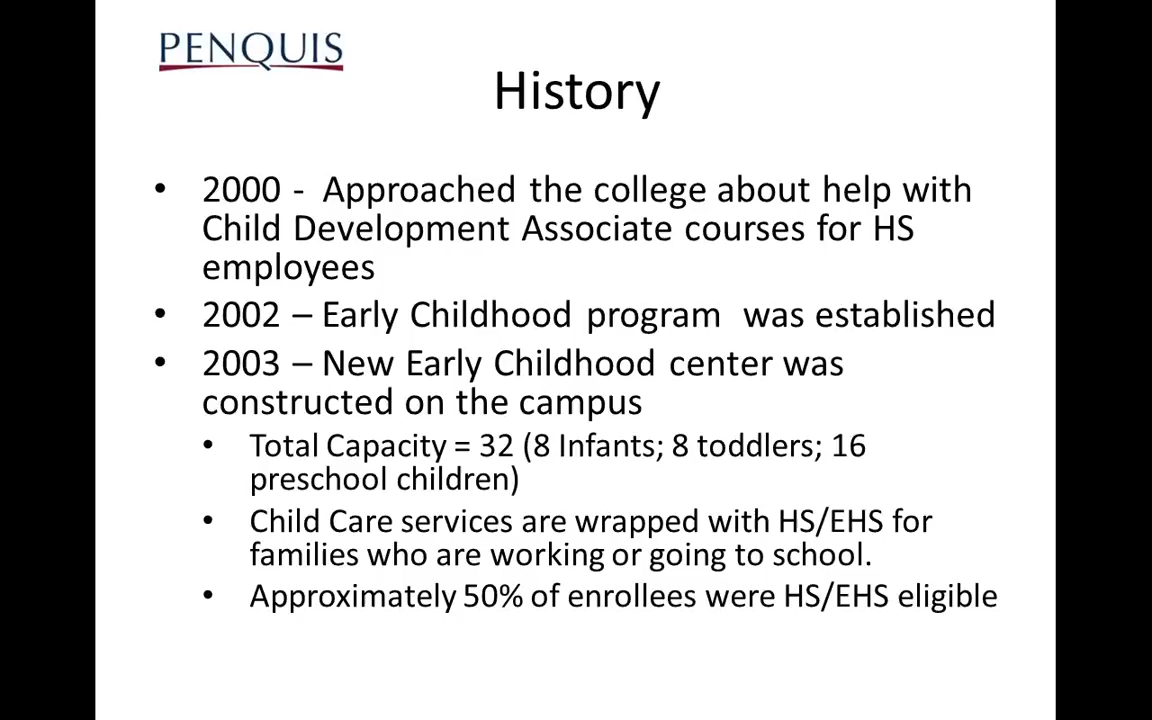 PENQUIS
History
• 2000 - Approached the college about help with
Child Development Associate courses for HS
employees
• 2002 – Early Childhood program was established
• 2003 – New Early Childhood center was
constructed on the campus
• Total Capacity = 32 (8 Infants; 8 toddlers; 16
preschool children)
• Child Care services are wrapped with HS/EHS for
families who are working or going to school.
• Approximately 50% of enrollees were HS/EHS eligible